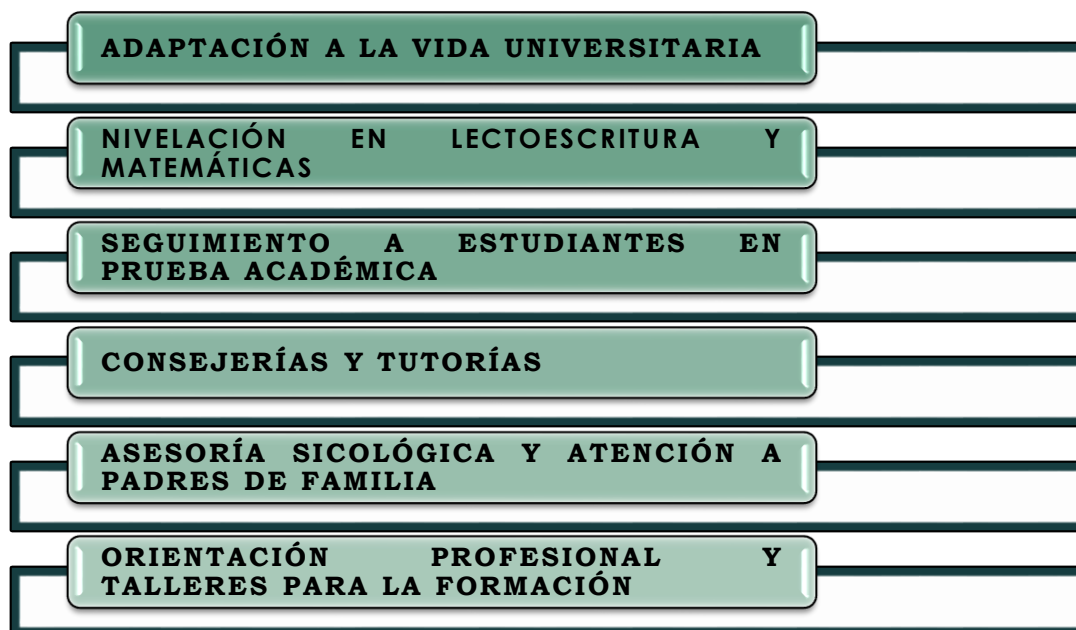 ADAPTACIÓN A LA VIDA UNIVERSITARIA
NIVELACIÓN EN LECTOESCRITURA Y
MATEMÁTICAS
SEGUIMIENTO A ESTUDIANTES EN
PRUEBA ACADÉMICA
CONSEJERÍAS Y TUTORÍAS
ASESORÍA SICOLÓGICA Y ATENCIÓN A
PADRES DE FAMILIA
ORIENTACIÓN PROFESIONAL Y
TALLERES PARA LA FORMACIÓN